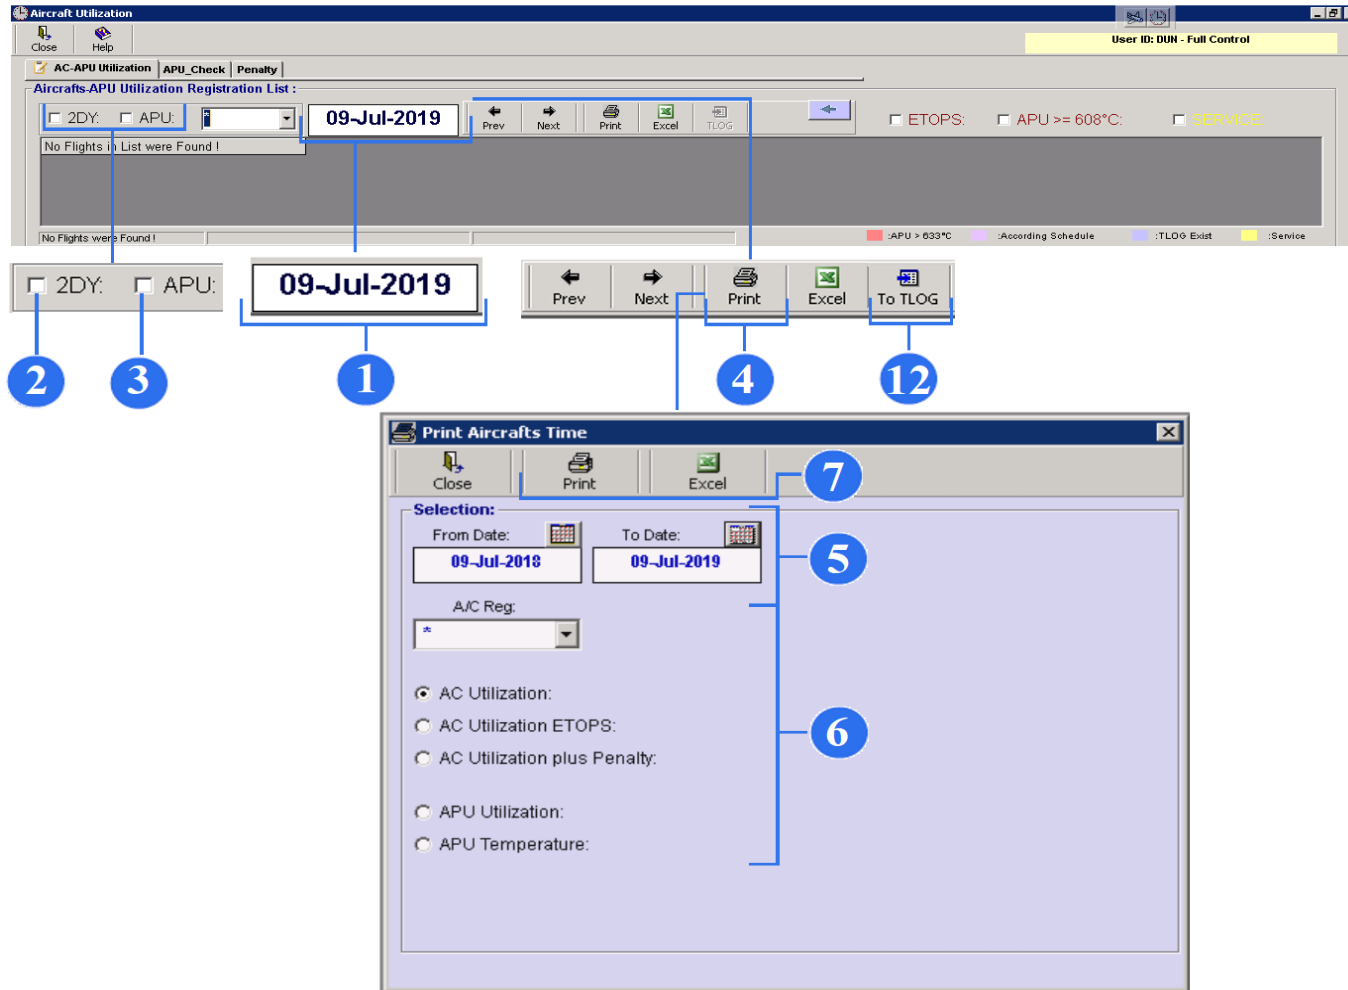 Aircraft Utilization
Close Help
User ID: DUN - Full Control
AC-APU Utilization APU_Check Penalty
Aircrafts-APU Utilization Registration List :
2DY: APU: * 09-Jul-2019 Prev Next Print Excel TLOG ETOPS: APU >= 608°C: SERVICE:
No Flights in List were Found !
No Flights were Found ! :APU > 633°C :According Schedule :TLOG Exist :Service
2DY: APU: 09-Jul-2019 Prev Next Print Excel To TLOG
2 3 1 4 12
Print Aircrafts Time
Close Print Excel 7
Selection:
From Date: To Date:
09-Jul-2018 09-Jul-2019 5
A/C Reg:
*
AC Utilization:
AC Utilization ETOPS: 6
AC Utilization plus Penalty:
APU Utilization:
APU Temperature: